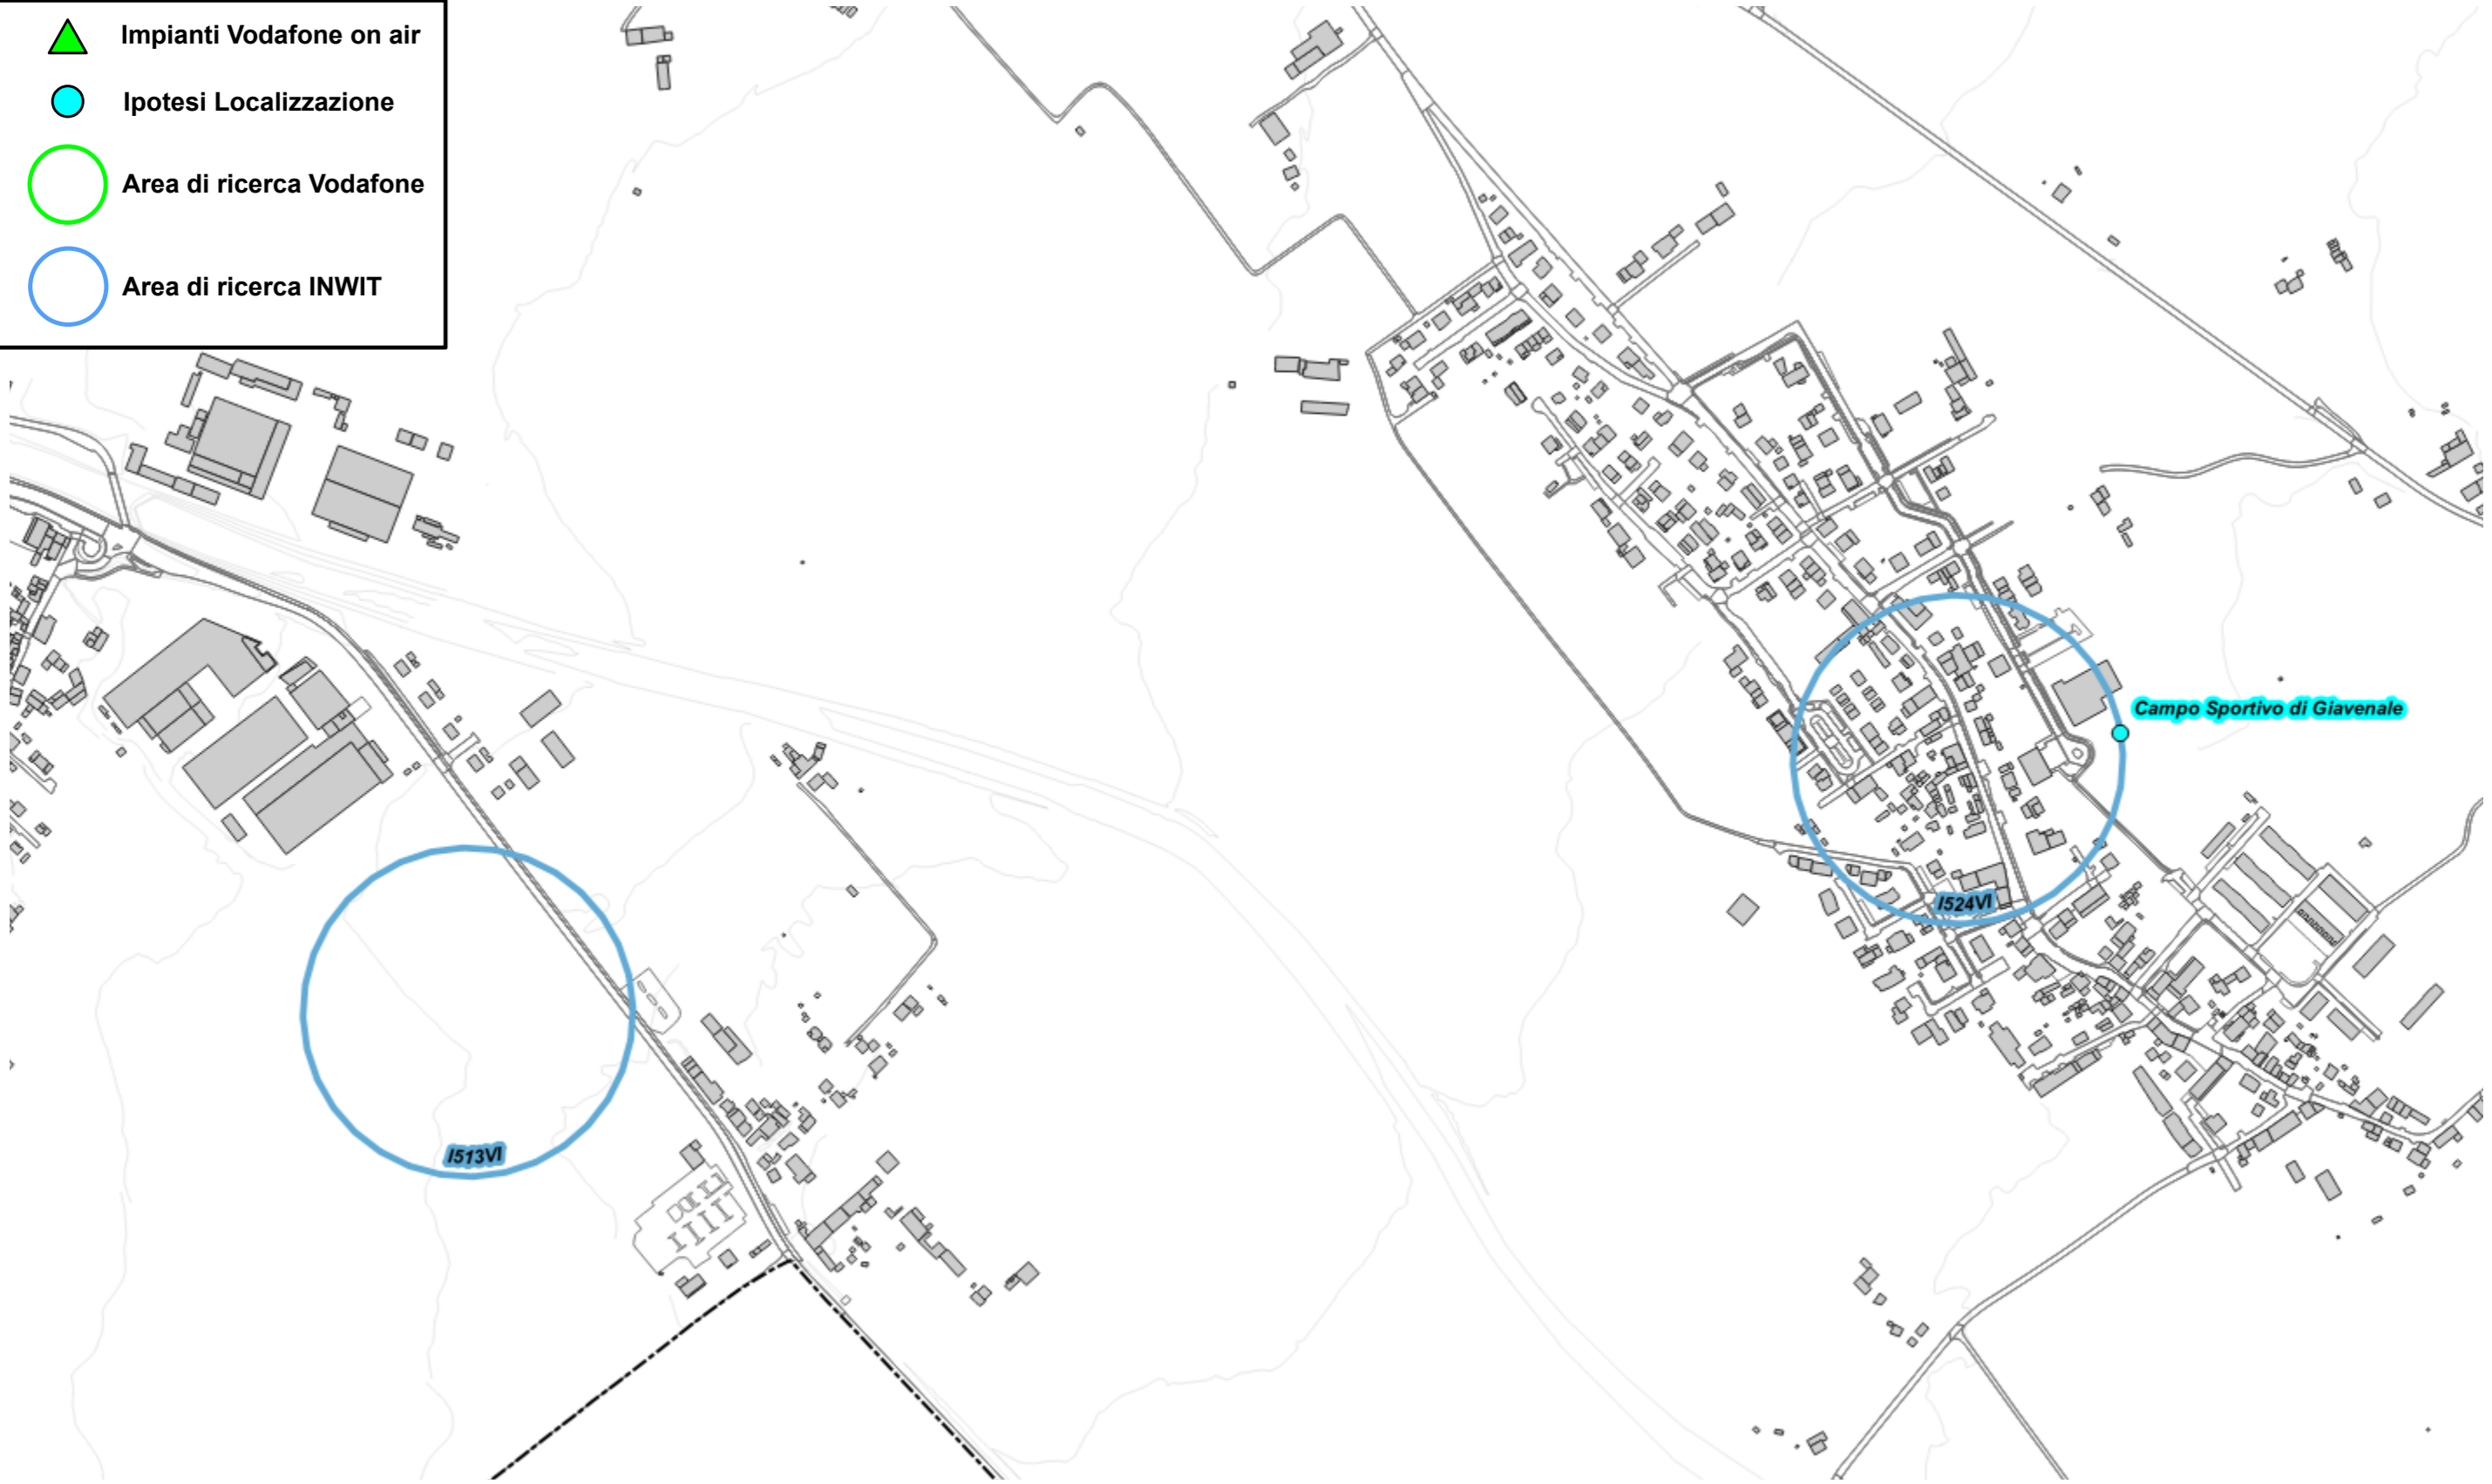 Impianti Vodafone on air
Ipotesi Localizzazione
Area di ricerca Vodafone
Area di ricerca INWIT
Campo Sportivo di Giavenale
I524VI
I513VI